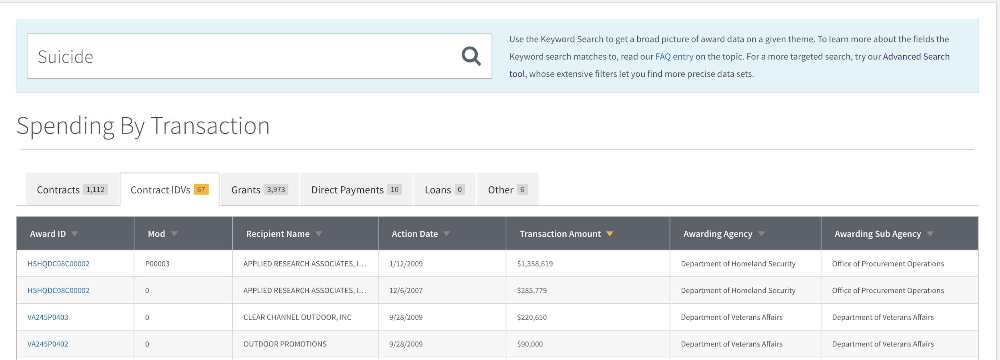 Suicide
Use the Keyword Search to get a broad picture of award data on a given theme. To learn more about the fields the
Keyword search matches to, read our FAQ entry on the topic. For a more targeted search, try our Advanced Search
tool, whose extensive filters let you find more precise data sets.
Spending By Transaction
Contracts 1,112 Contract IDVs 67 Grants 3,973 Direct Payments 10 Loans 0 Other 6
Award ID Mod Recipient Name Action Date Transaction Amount Awarding Agency Awarding Sub Agency
HSHQDC08C00002 P00003 APPLIED RESEARCH ASSOCIATES, I... 1/12/2009 $1,358,619 Department of Homeland Security Office of Procurement Operations
HSHQDC08C00002 0 APPLIED RESEARCH ASSOCIATES, I... 12/6/2007 $285,779 Department of Homeland Security Office of Procurement Operations
VA245P0403 0 CLEAR CHANNEL OUTDOOR, INC 9/28/2009 $220,650 Department of Veterans Affairs Department of Veterans Affairs
VA245P0402 0 OUTDOOR PROMOTIONS 9/28/2009 $90,000 Department of Veterans Affairs Department of Veterans Affairs